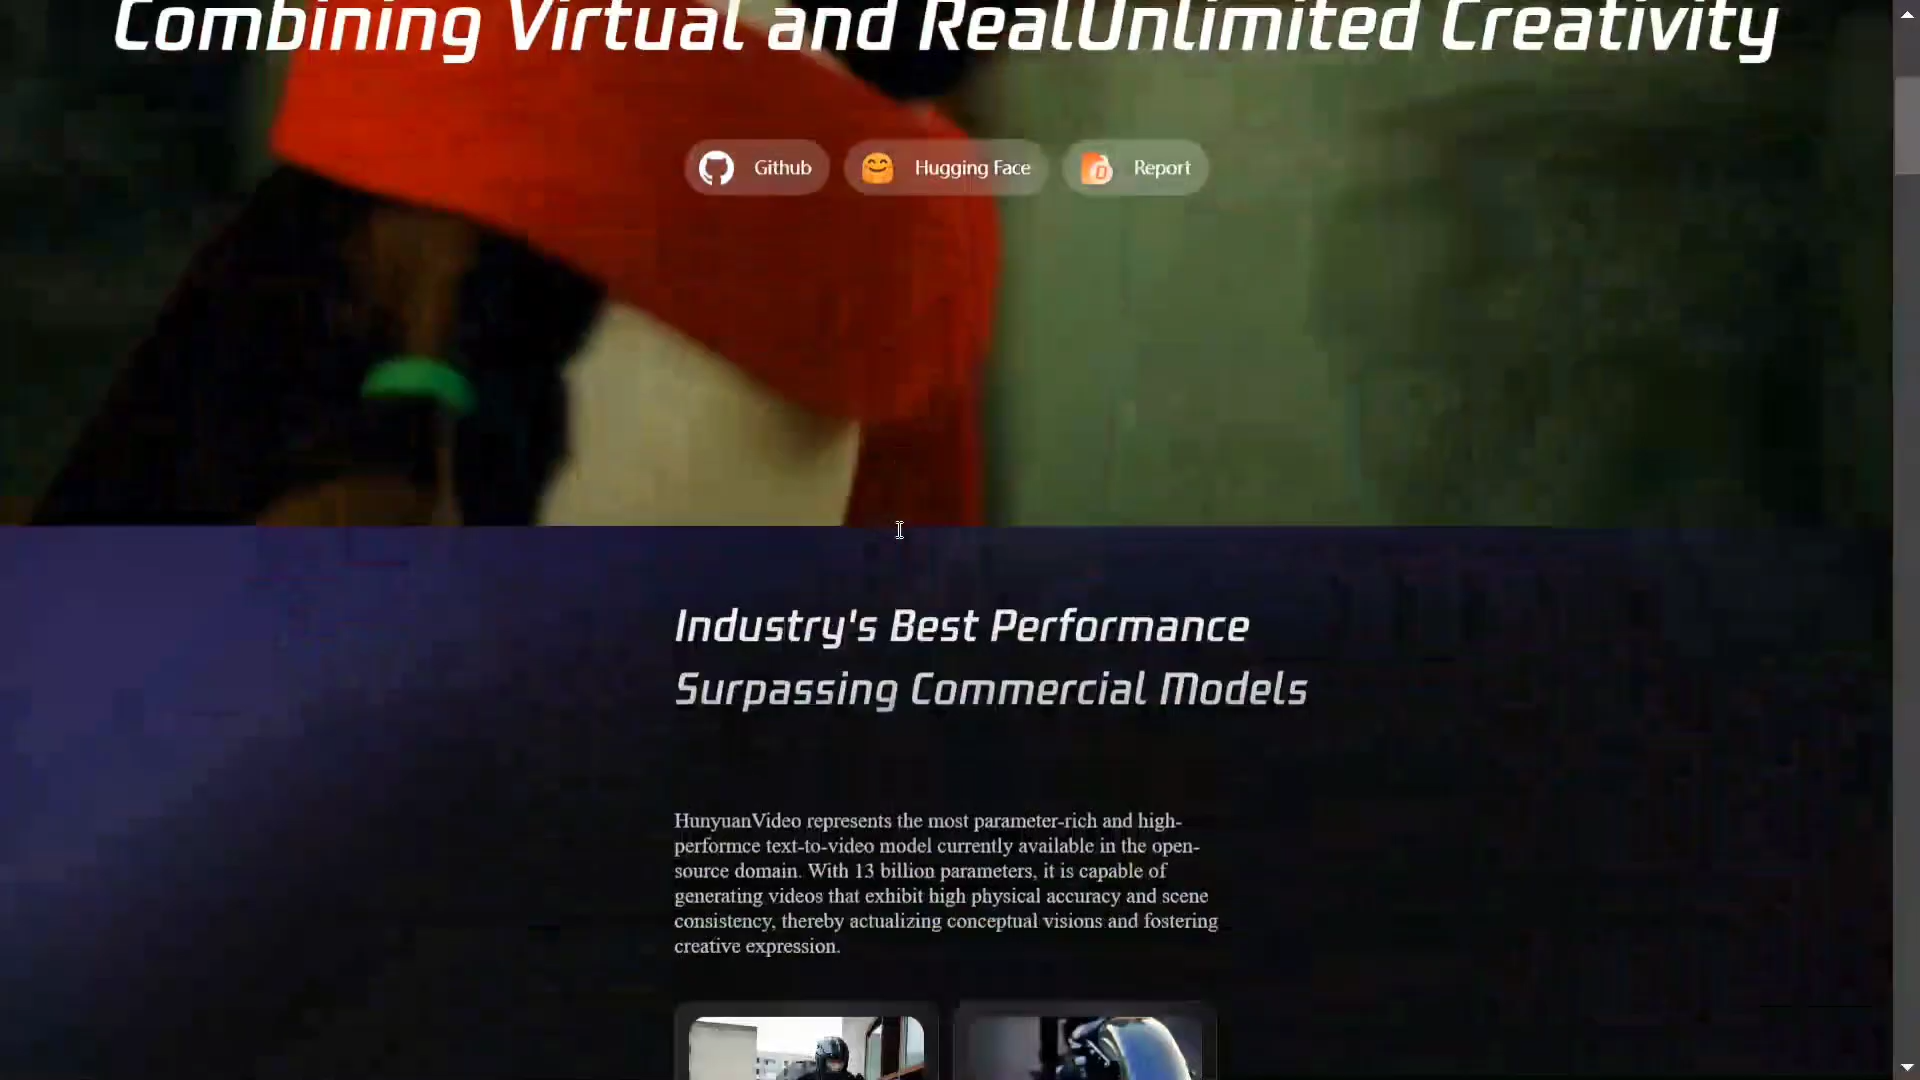 Combining Virtual and RealUnlimited Creativity
Github
Hugging Face
Report
Industry's Best Performance
Surpassing Commercial Models
HunyuanVideo represents the most parameter-rich and high-
performce text-to-video model currently available in the open-
source domain. With 13 billion parameters, it is capable of
generating videos that exhibit high physical accuracy and scene
consistency, thereby actualizing conceptual visions and fostering
creative expression.